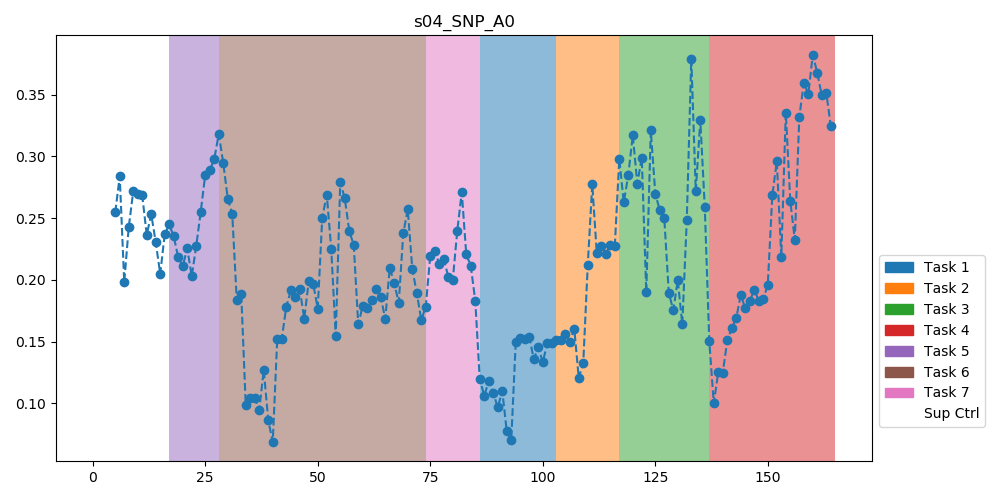 s04_SNP_A0
0.35
0.30
0.25
0.20
0.15
0.10
0
25
50
75
100
125
150
Task 1
Task 2
Task 3
Task 4
Task 5
Task 6
Task 7
Sup Ctrl